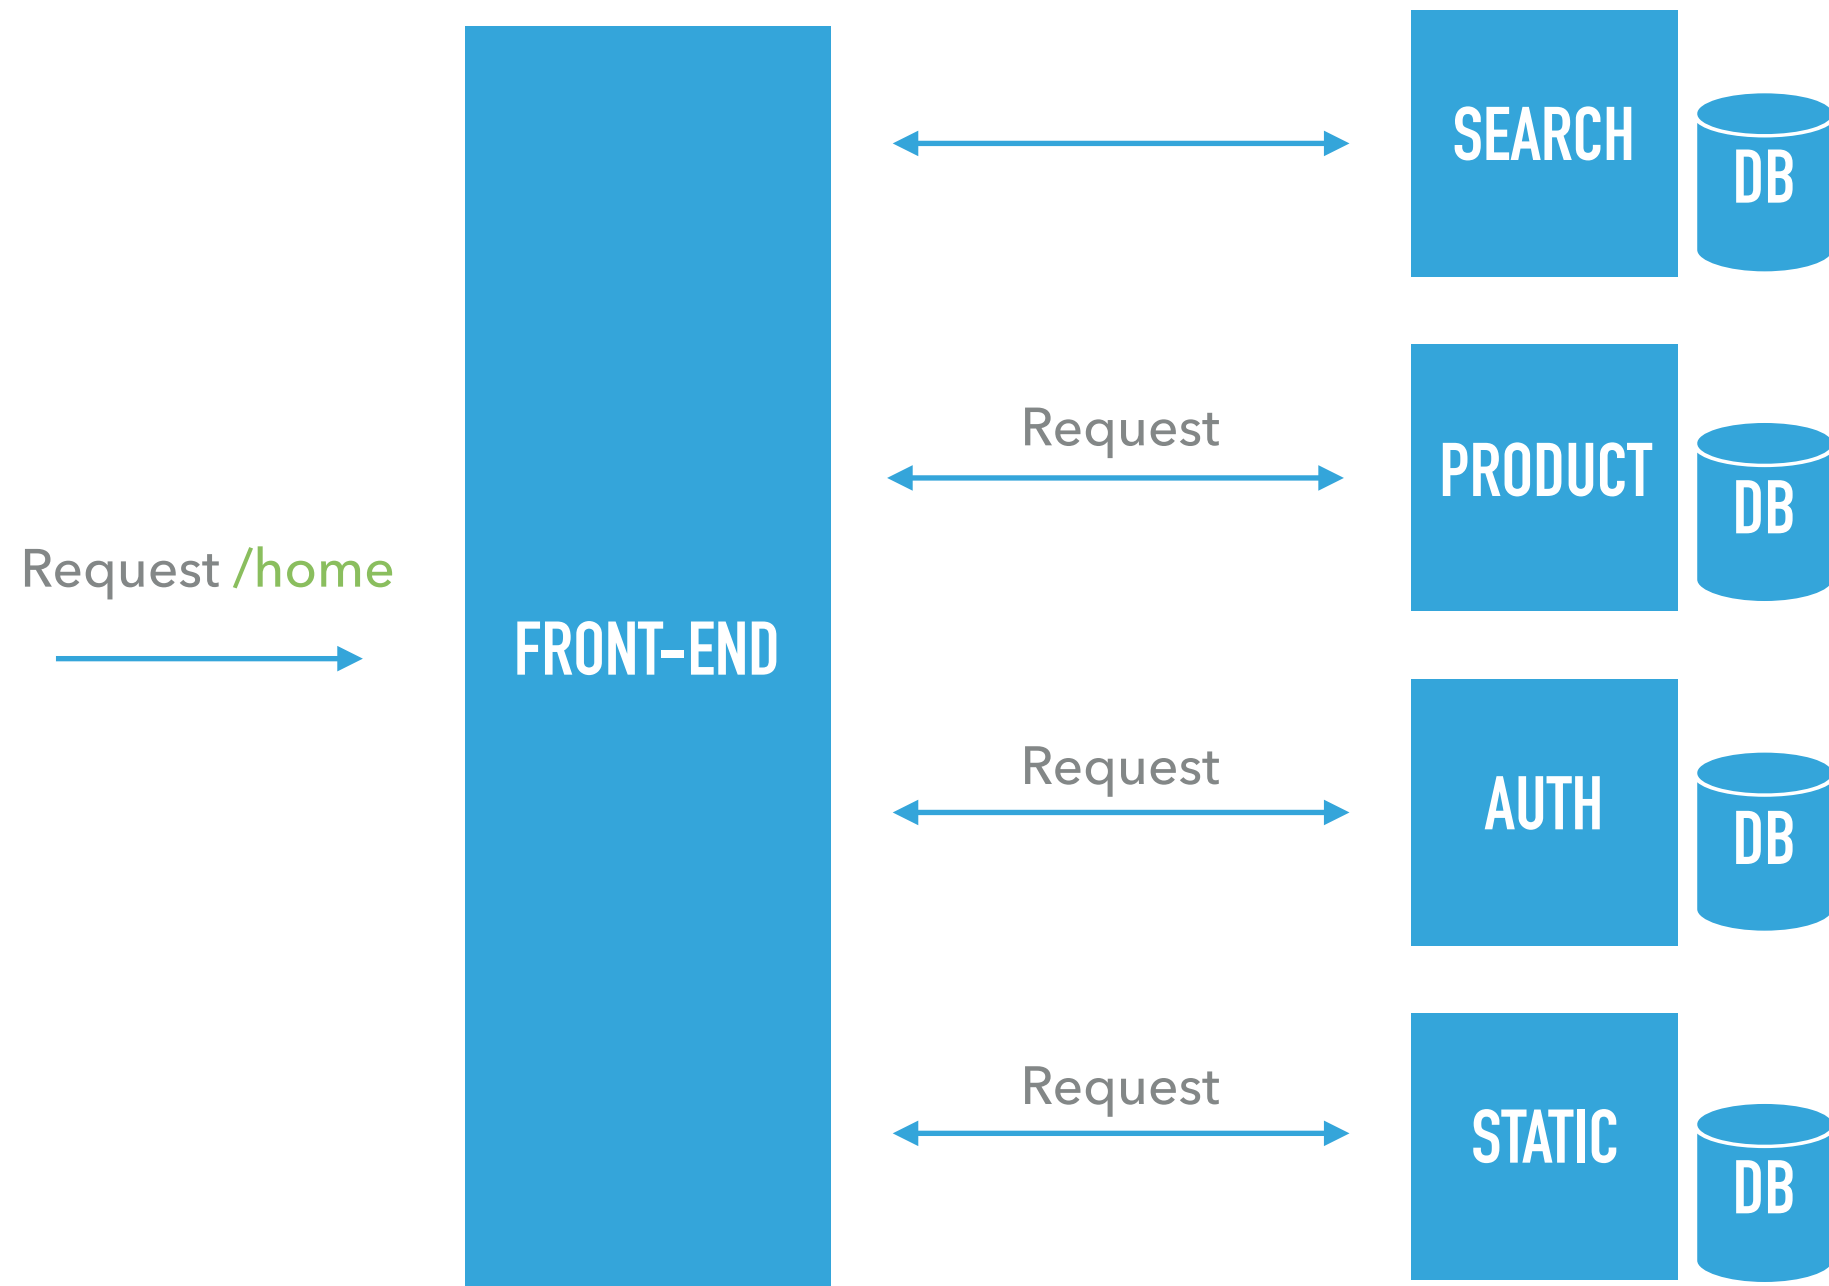 Request /home
FRONT-END
SEARCH
DB
Request
PRODUCT
DB
Request
AUTH
DB
Request
STATIC
DB